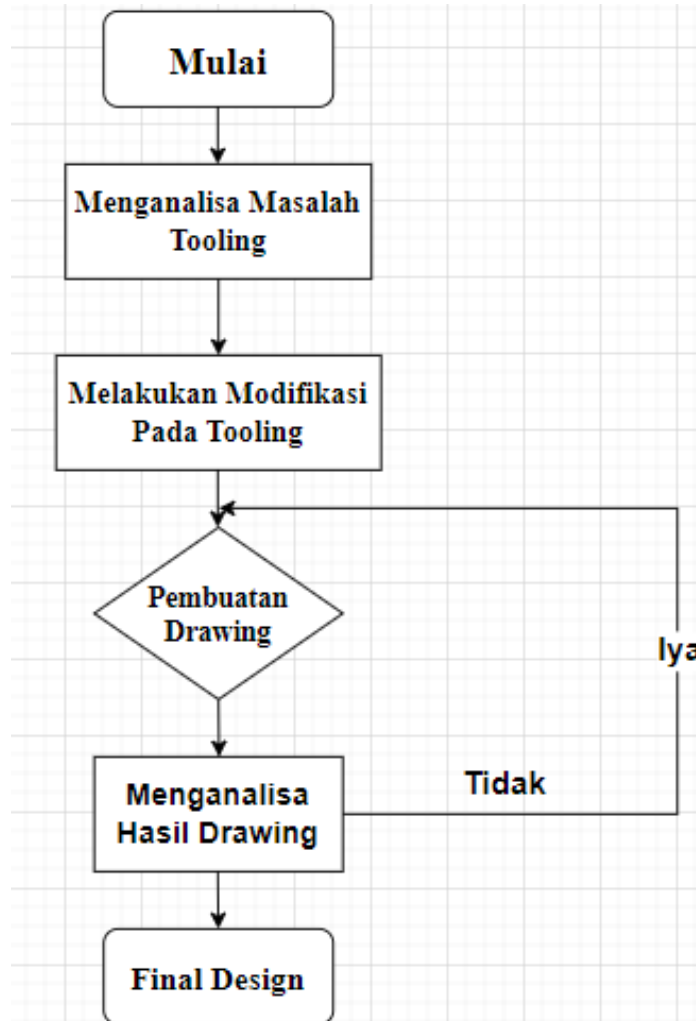 Mulai
Menganalisa Masalah
Tooling
Melakukan Modifikasi
Pada Tooling
Pembuatan
Drawing
Iya
Menganalisa
Hasil Drawing
Tidak
Final Design